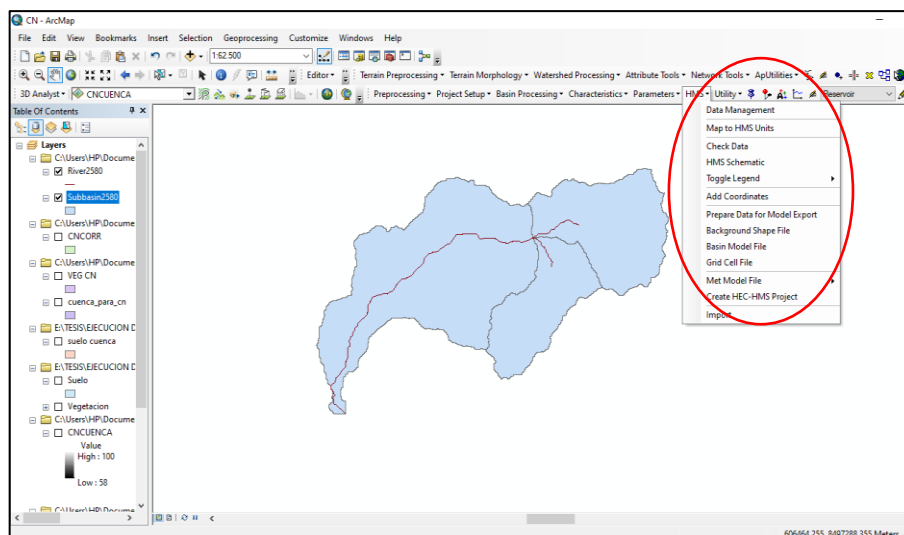 CN - ArcMap
File Edit View Bookmarks Insert Selection Geoprocessing Customize Windows Help
1:62.500
Editor Terrain Preprocessing Terrain Morphology Watershed Processing Attribute Tools Network Tools ApUtilities
3D Analyst CNCUENCA Preprocessing Project Setup Basin Processing Characteristics Parameters HMS Utility Reservoir
Table Of Contents
Layers
C:\Users\HP\Docume
River2580
Subbasin2580
C:\Users\HP\Docume
CNCORR
C:\Users\HP\Docume
VEG CN
cuenca_para_cn
E:\TESIS\EJECUCION D
suelo cuenca
E:\TESIS\EJECUCION D
Suelo
Vegetacion
C:\Users\HP\Docume
CNCUENCA
Value
High : 100
Low : 58
C:\Users\HP\Docume
Data Management
Map to HMS Units
Check Data
HMS Schematic
Toggle Legend
Add Coordinates
Prepare Data for Model Export
Background Shape File
Basin Model File
Grid Cell File
Met Model File
Create HEC-HMS Project
Import
606464,255 8497288,355 Meters